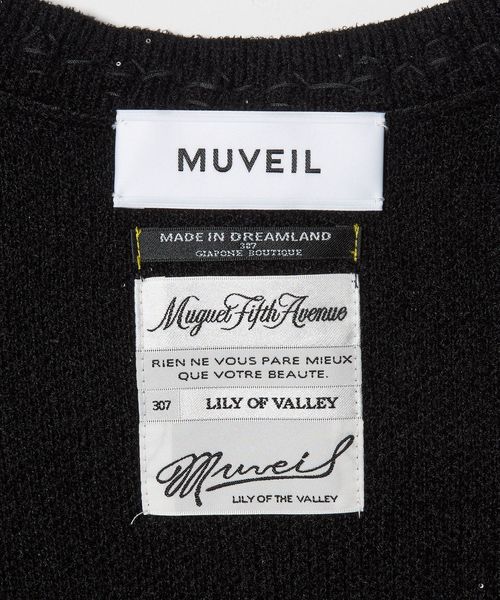 MUVEIL
MADE IN DREAMLAND
307
GIAPONE BOUTIQUE
Muguet Fifth Avenue
RIEN NE VOUS PARE MIEUX
QUE VOTRE BEAUTE.
307 LILY OF VALLEY
Muveil
LILY OF THE VALLEY